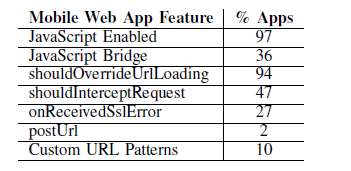 Mobile Web App Feature % Apps
JavaScript Enabled 97
JavaScript Bridge 36
shouldOverrideUrlLoading 94
shouldInterceptRequest 47
onReceivedSslError 27
postUrl 2
Custom URL Patterns 10